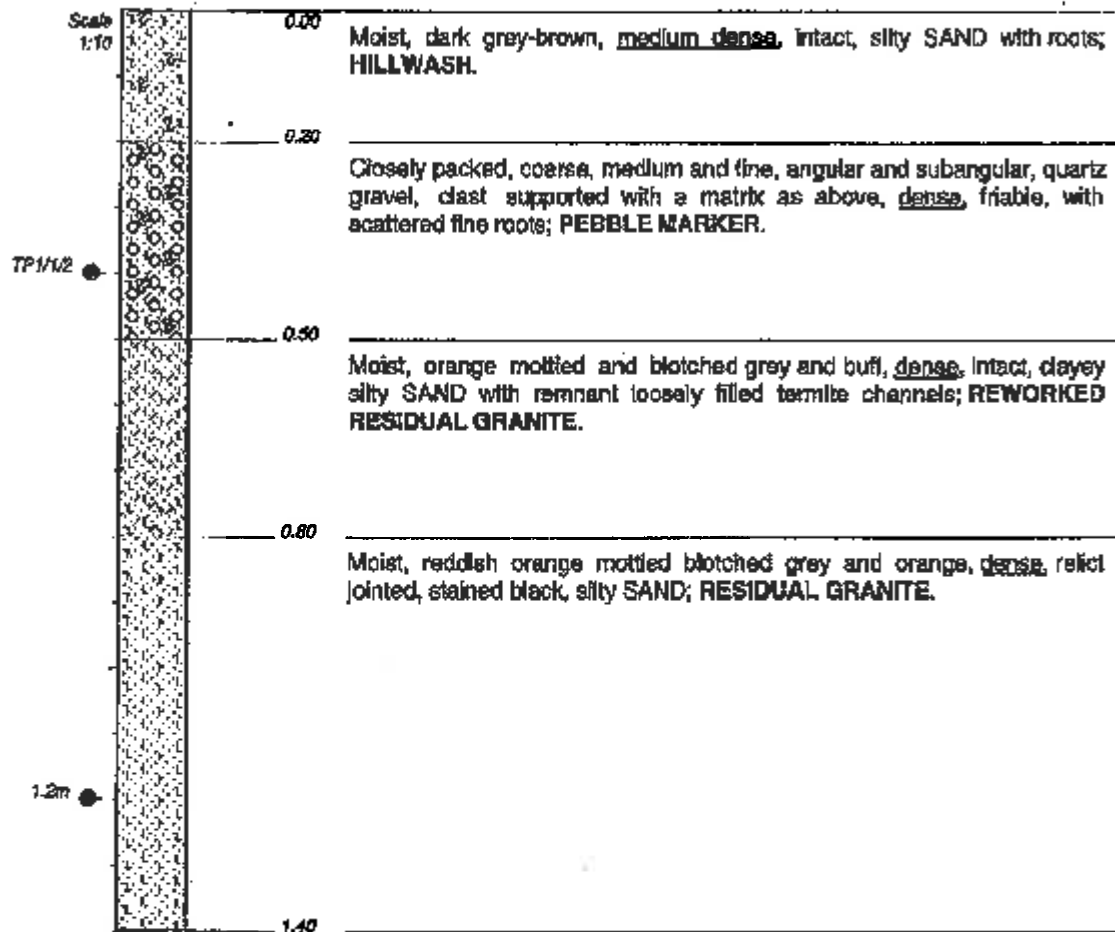 Scale
1:10
0.00
Moist, dark grey-brown, medium dense, intact, silty SAND with roots;
HILLWASH.
0.20
Closely packed, coarse, medium and fine, angular and subangular, quartz
gravel, clast supported with a matrix as above, dense, friable, with
scattered fine roots; PEBBLE MARKER.
TP1/1/2
0.50
Moist, orange mottled and blotched grey and buff, dense, intact, clayey
silty SAND with remnant loosely filled termite channels; REWORKED
RESIDUAL GRANITE.
0.80
Moist, reddish orange mottled blotched grey and orange, dense, relict
jointed, stained black, silty SAND; RESIDUAL GRANITE.
1.2m
1.40